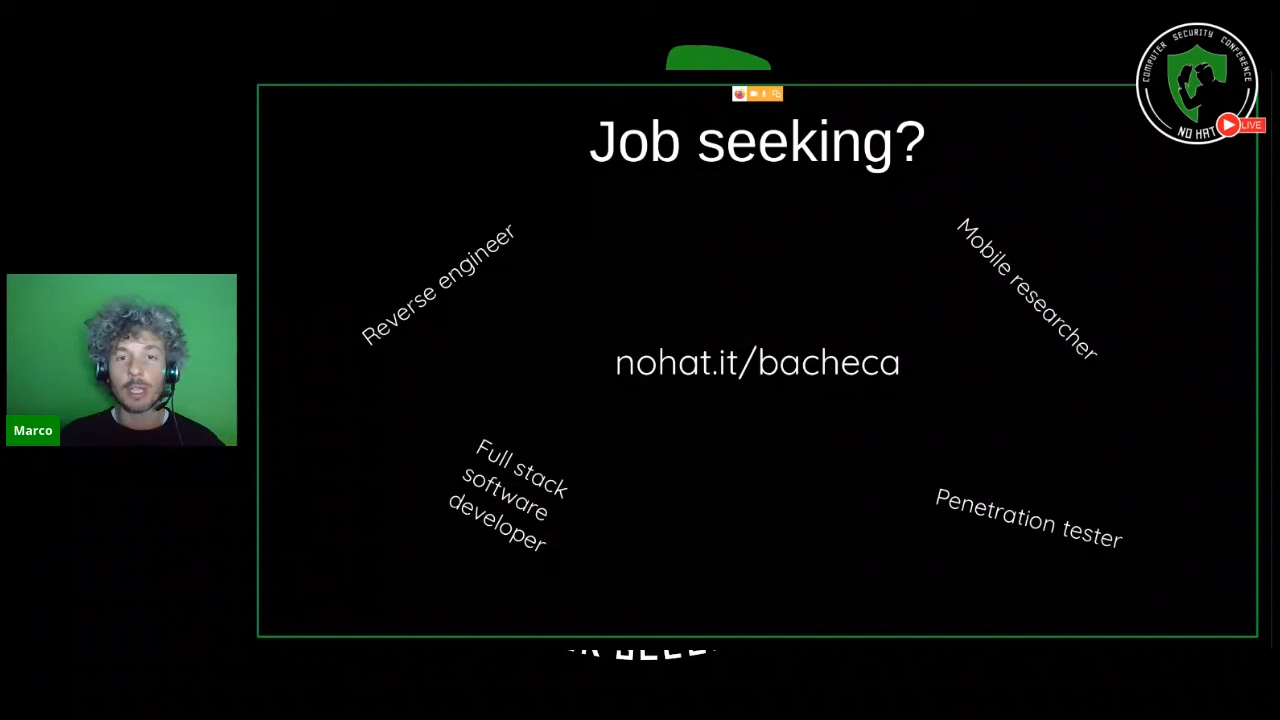 COMPUTER SECURITY CONFERENCE
NO HAT
LIVE
Job seeking?
Reverse engineer
Mobile researcher
nohat.it/bacheca
Marco
Full stack
software
developer
Penetration tester